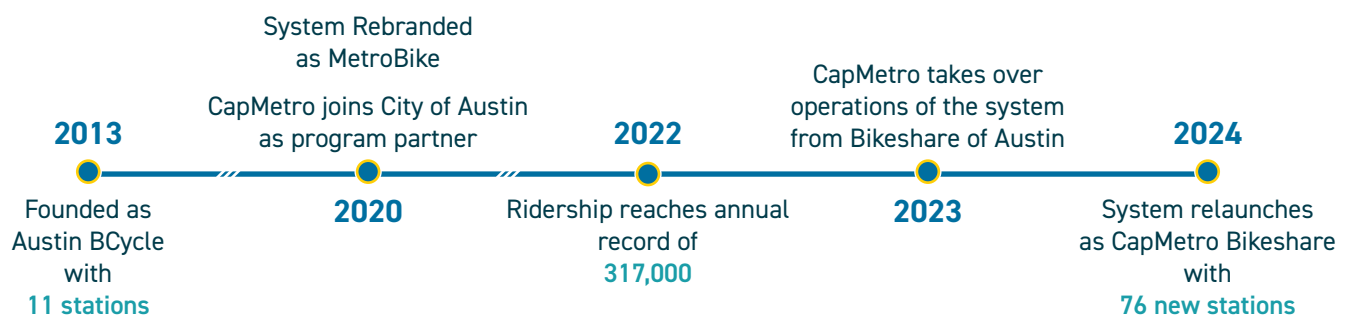 2013
Founded as
Austin BCycle
with
11 stations
System Rebranded
as MetroBike
CapMetro joins City of Austin
as program partner
2020
2022
Ridership reaches annual
record of
317,000
CapMetro takes over
operations of the system
from Bikeshare of Austin
2023
2024
System relaunches
as CapMetro Bikeshare
with
76 new stations